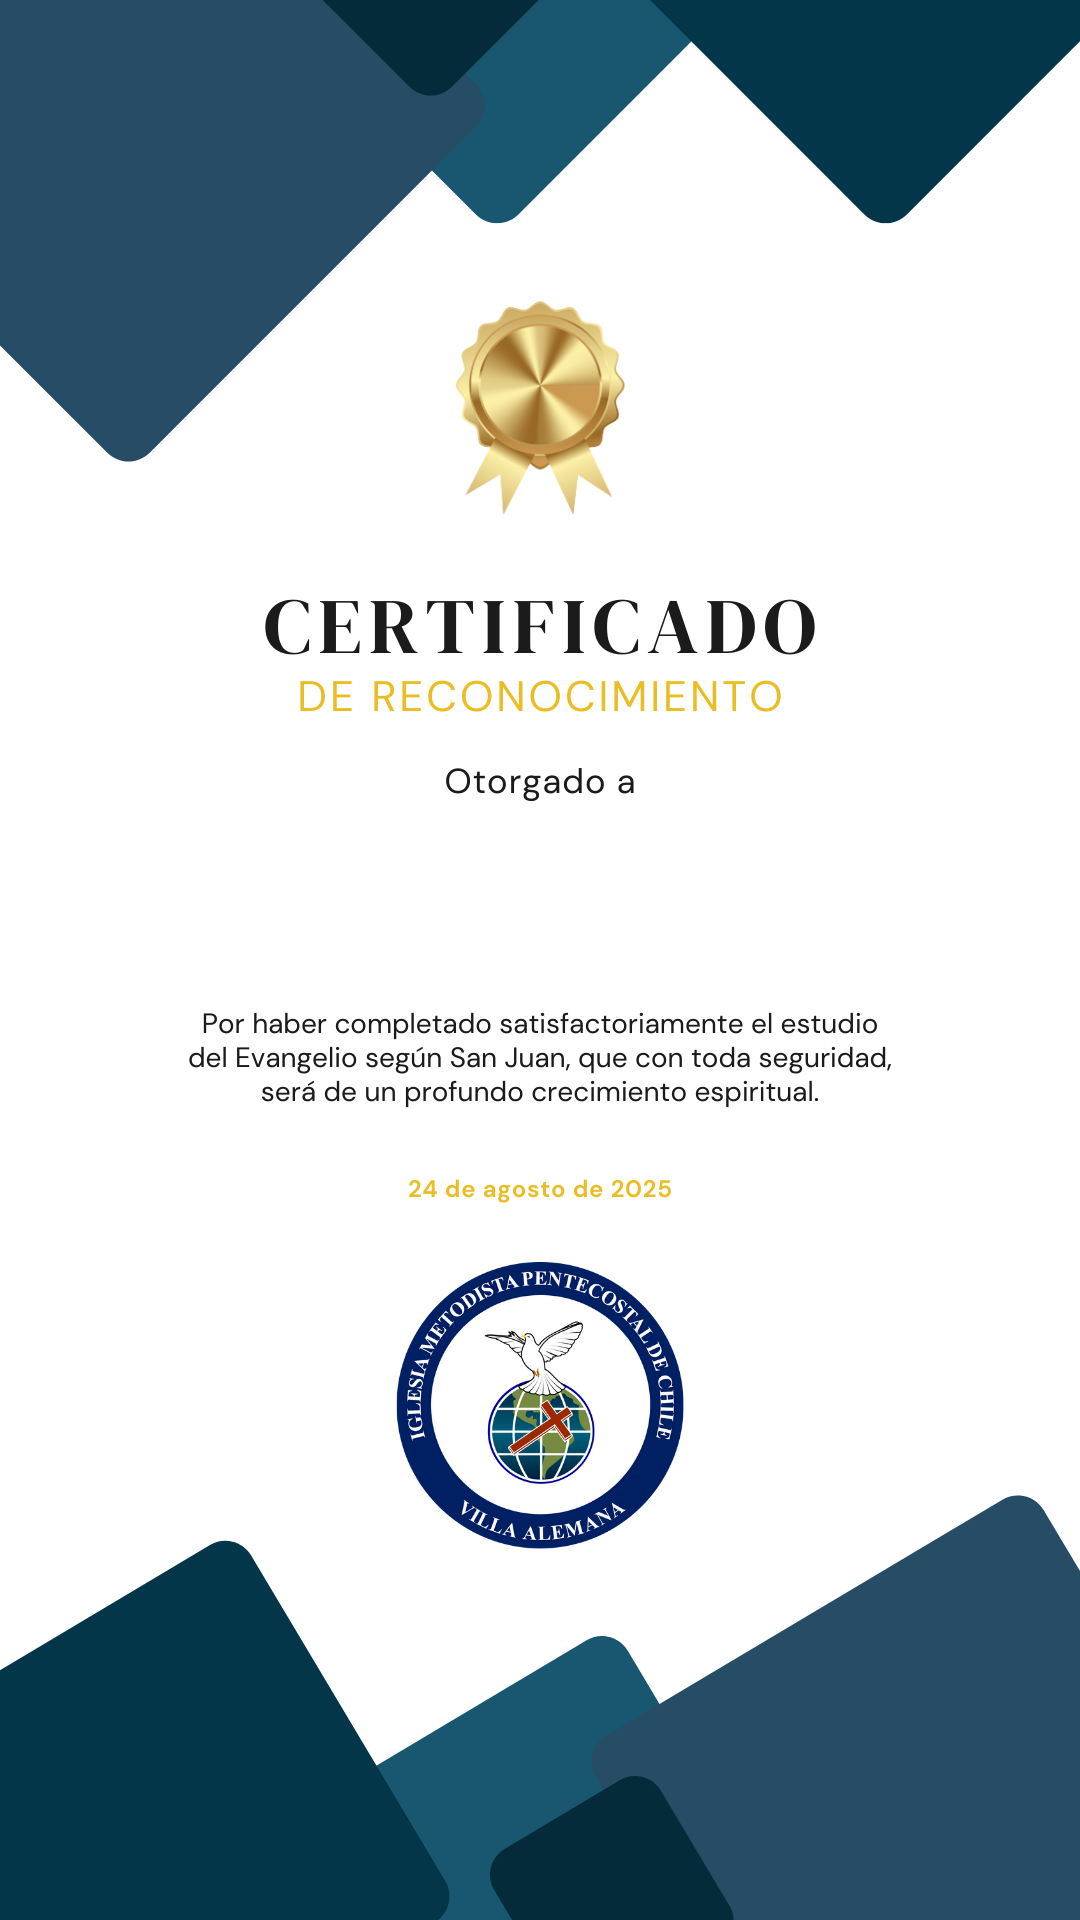 CERTIFICADO
DE RECONOCIMIENTO
Otorgado a
Por haber completado satisfactoriamente el estudio
del Evangelio según San Juan, que con toda seguridad,
será de un profundo crecimiento espiritual.
24 de agosto de 2025
IGLESIA METODISTA PENTECOSTAL DE CHILE
VILLA ALEMANA